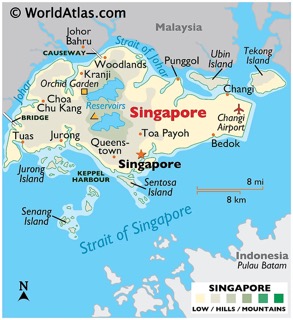 © WorldAtlas.com
Malaysia
Johor
Bahru
CAUSEWAY
Strait of Johor
Woodlands
Punggol
Ubin
Island
Tekong
Island
Kranji
Orchid Garden
Johor
Choa
Chu Kang
Reservoirs
Changi
Singapore
Changi
Airport
BRIDGE
Tuas
Jurong
Toa Payoh
Queens-
town
Bedok
Jurong
Island
KEPPEL
HARBOUR
Singapore
Sentosa
Island
8 mi
8 km
Senang
Island
Strait of Singapore
Indonesia
Pulau Batam
N
SINGAPORE
LOW / HILLS / MOUNTAINS